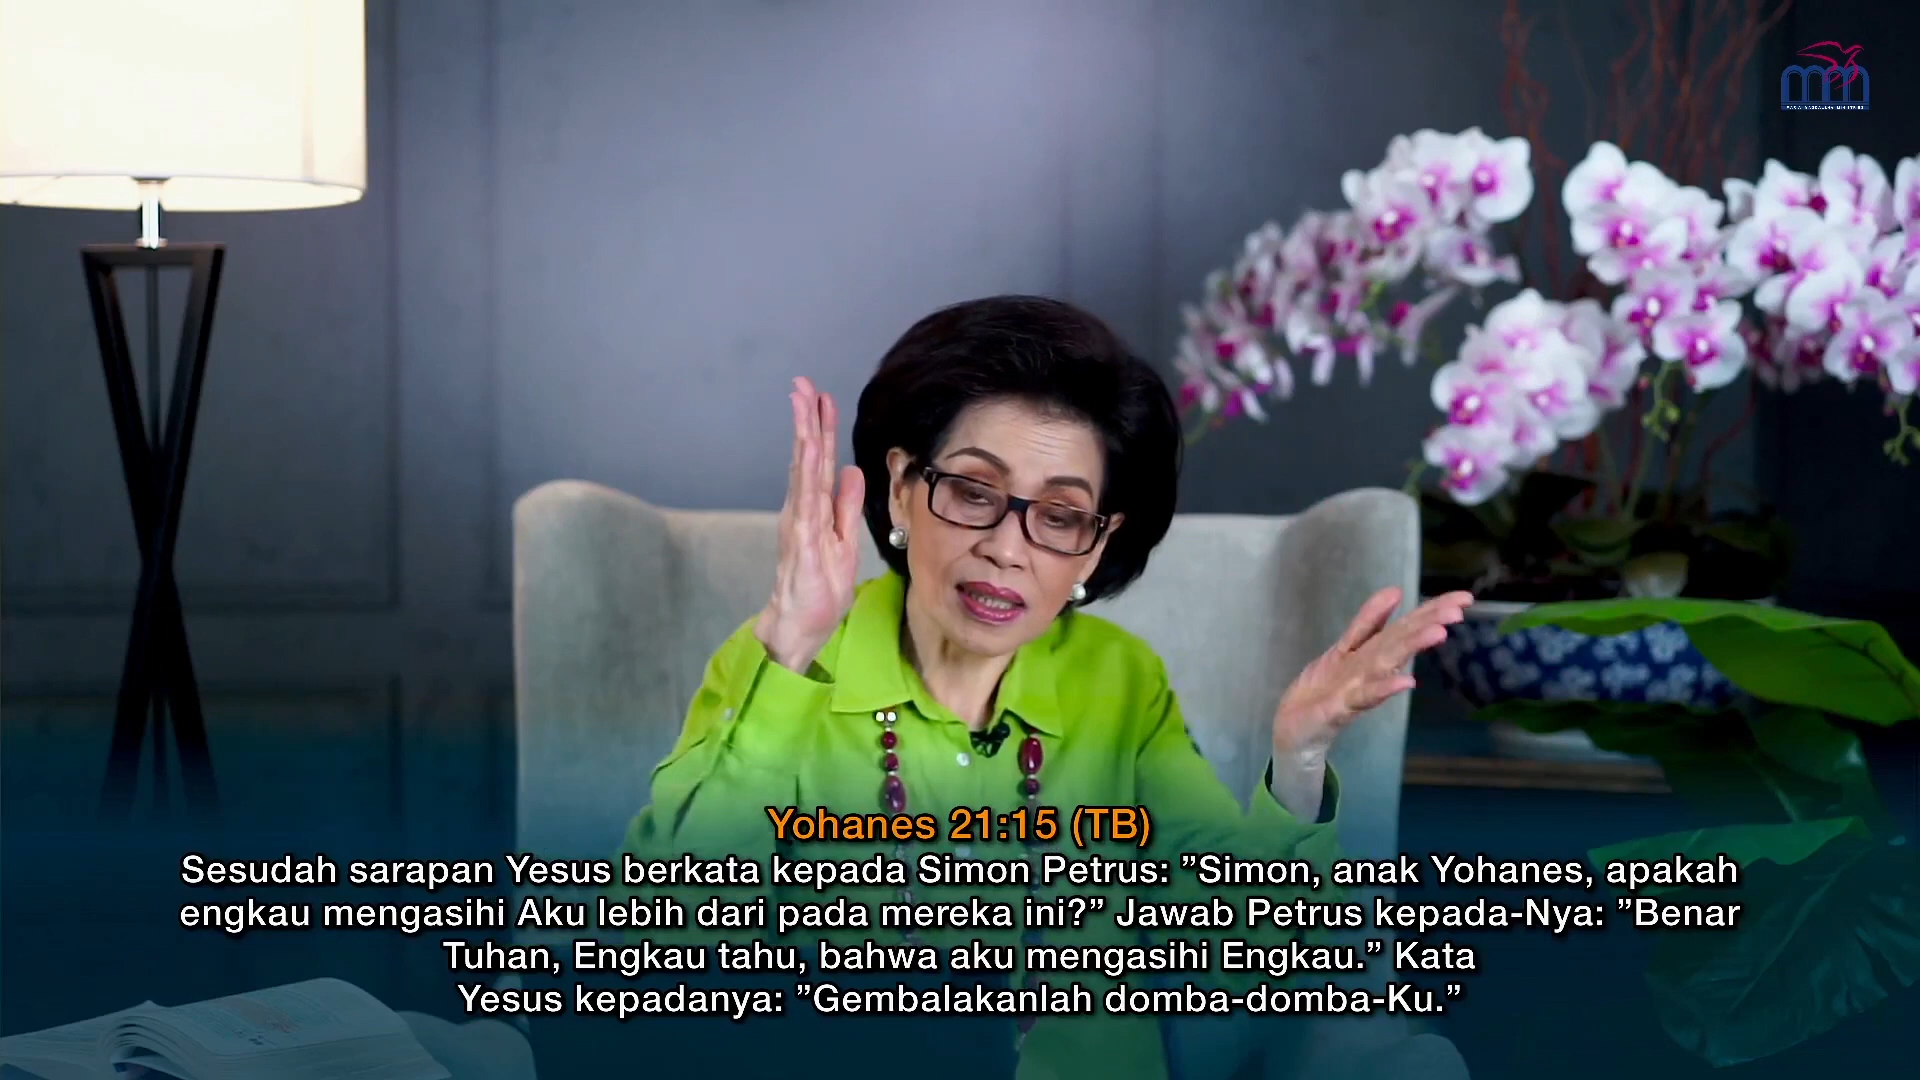 Yohanes 21:15 (TB)
Sesudah sarapan Yesus berkata kepada Simon Petrus: ”Simon, anak Yohanes, apakah
engkau mengasihi Aku lebih dari pada mereka ini?” Jawab Petrus kepada-Nya: ”Benar
Tuhan, Engkau tahu, bahwa aku mengasihi Engkau.” Kata
Yesus kepadanya: ”Gembalakanlah domba-domba-Ku.”